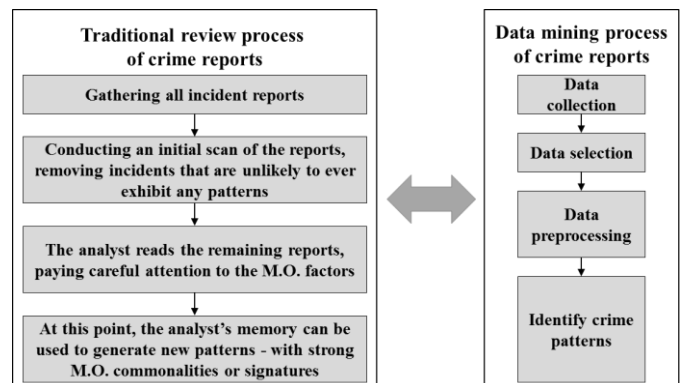 Traditional review process
of crime reports
Gathering all incident reports
Conducting an initial scan of the reports,
removing incidents that are unlikely to ever
exhibit any patterns
The analyst reads the remaining reports,
paying careful attention to the M.O. factors
At this point, the analyst's memory can be
used to generate new patterns - with strong
M.O. commonalities or signatures
Data mining process
of crime reports
Data
collection
Data selection
Data
preprocessing
Identify crime
patterns